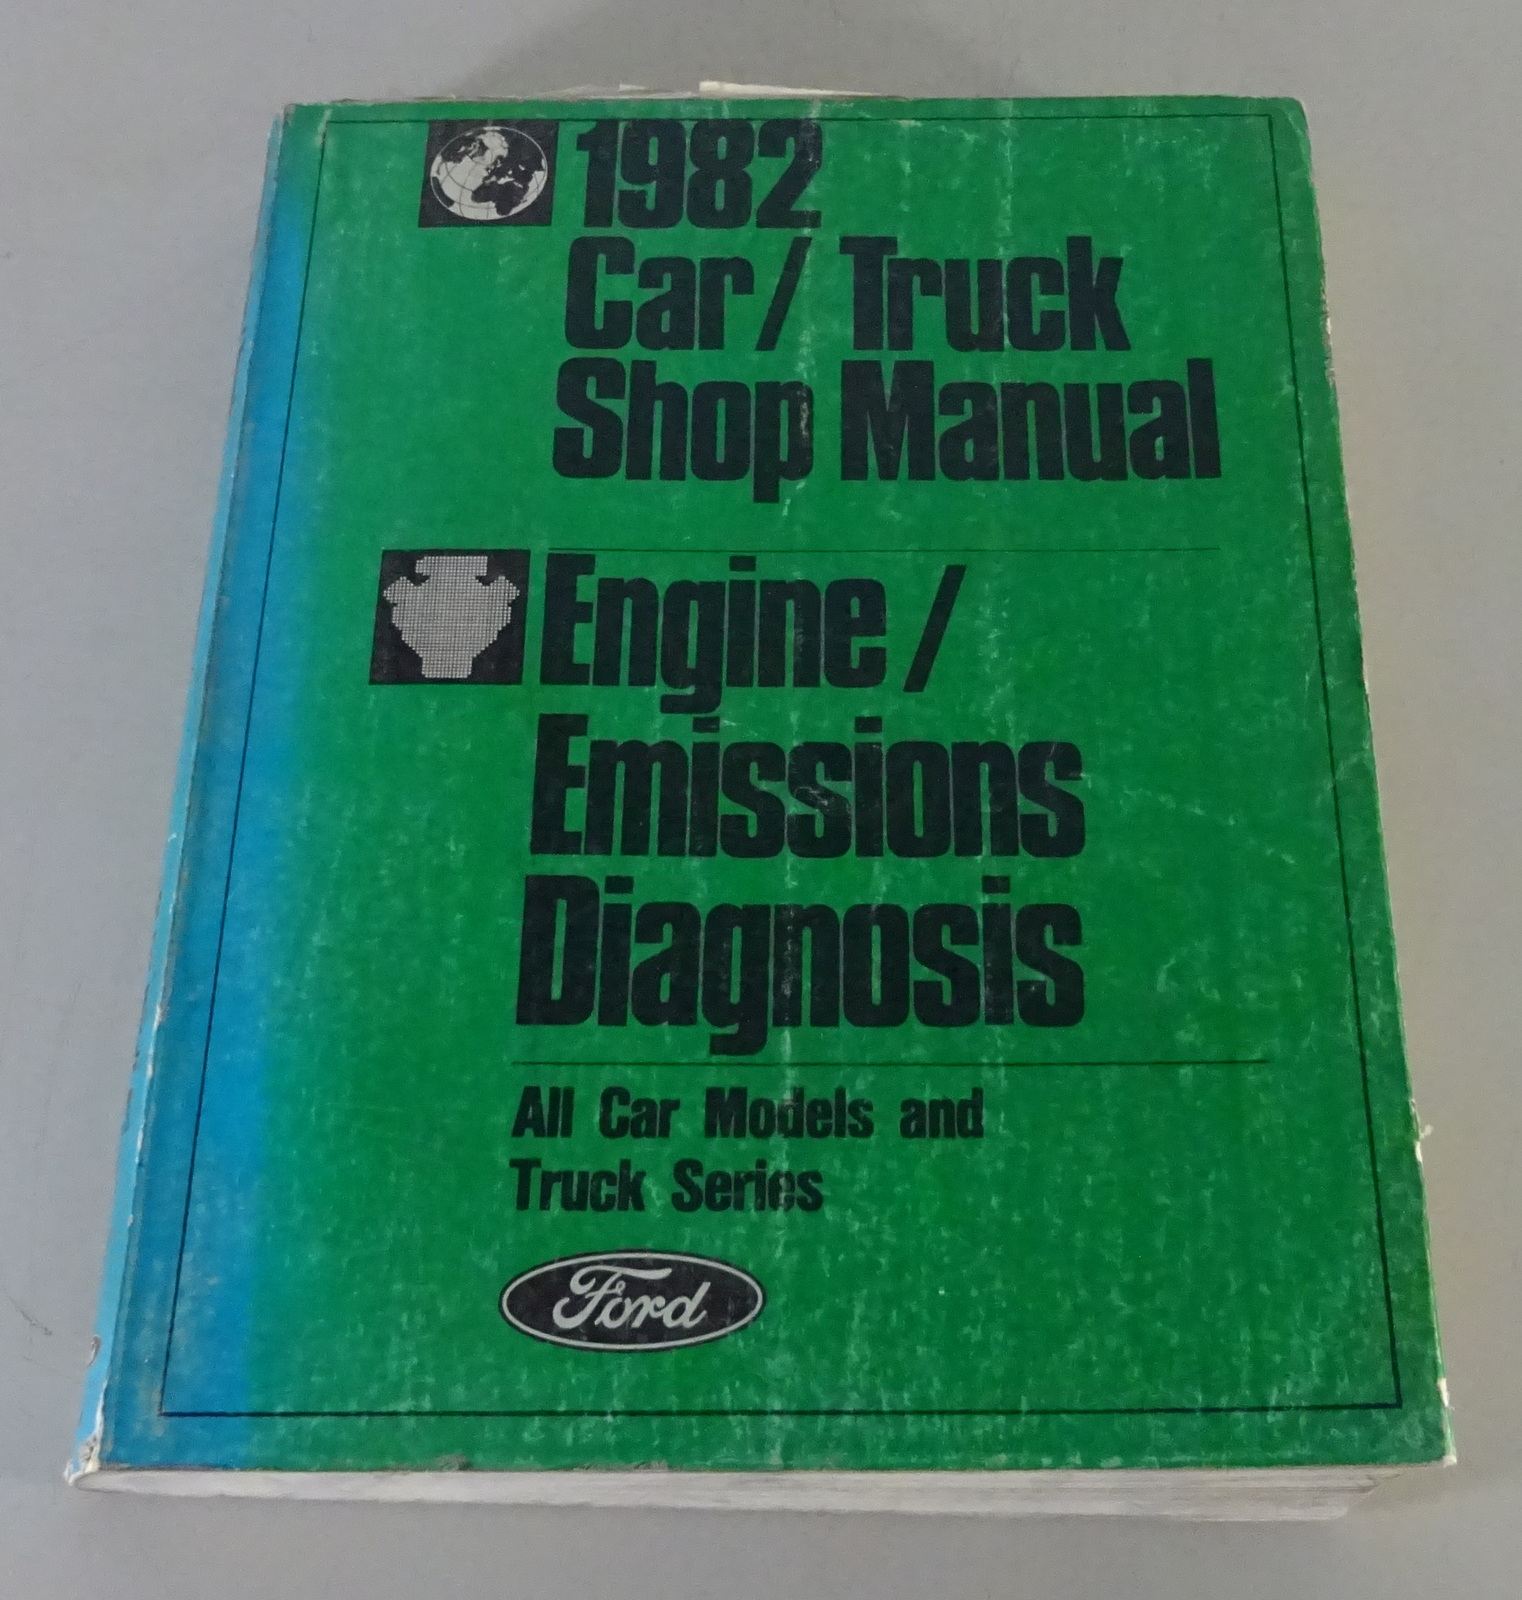 1982
Car/Truck
Shop Manual
Engine/
Emissions
Diagnosis
All Car Models and
Truck Series
Ford